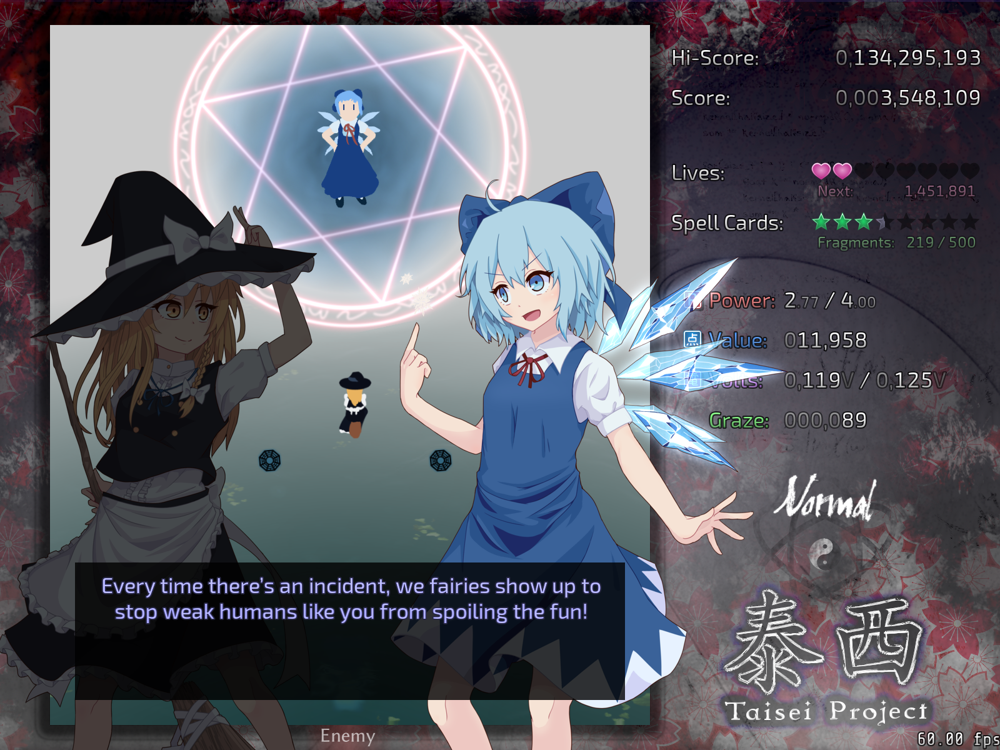 Hi-Score: 0,134,295,193
Score: 0,003,548,109
Lives:
Next: 1,451,891
Spell Cards:
Fragments: 219 / 500
Power: 2.77 / 4.00
点 Value: 011,958
Volts: 0,119V / 0,125V
Graze: 000,089
Normal
Every time there's an incident, we fairies show up to
stop weak humans like you from spoiling the fun!
泰西
Taisei Project
Enemy
60.00 fps